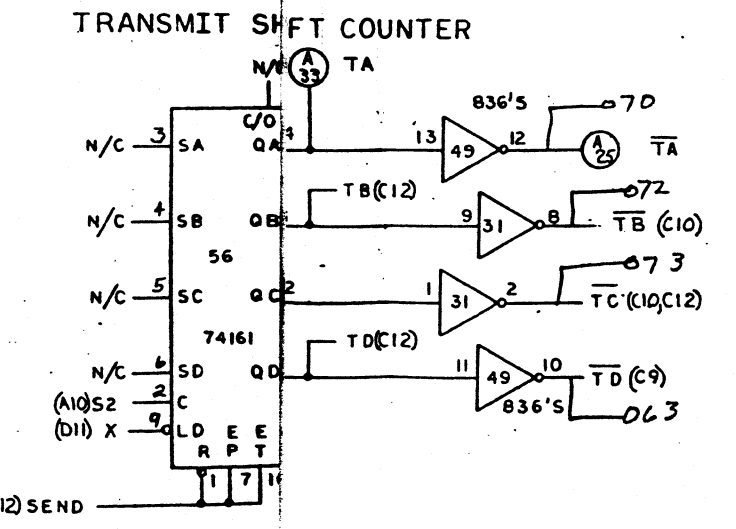 TRANSMIT SHFT COUNTER
A 33 TA
C/O
836'S
70
N/C 3 SA QA 13 49 12 A 25 TA
TB(C12)
72
N/C 4 SB QB 9 31 8 TB (C10)
56
73
N/C 5 SC QC 2 1 31 2 TC (C10,C12)
74161
TD(C12)
N/C 6 SD QD 11 49 10 TD (C9)
836'S
063
(A10)S2 2 C
(D11) X 9 LD E E
R P T
1 7
12)SEND